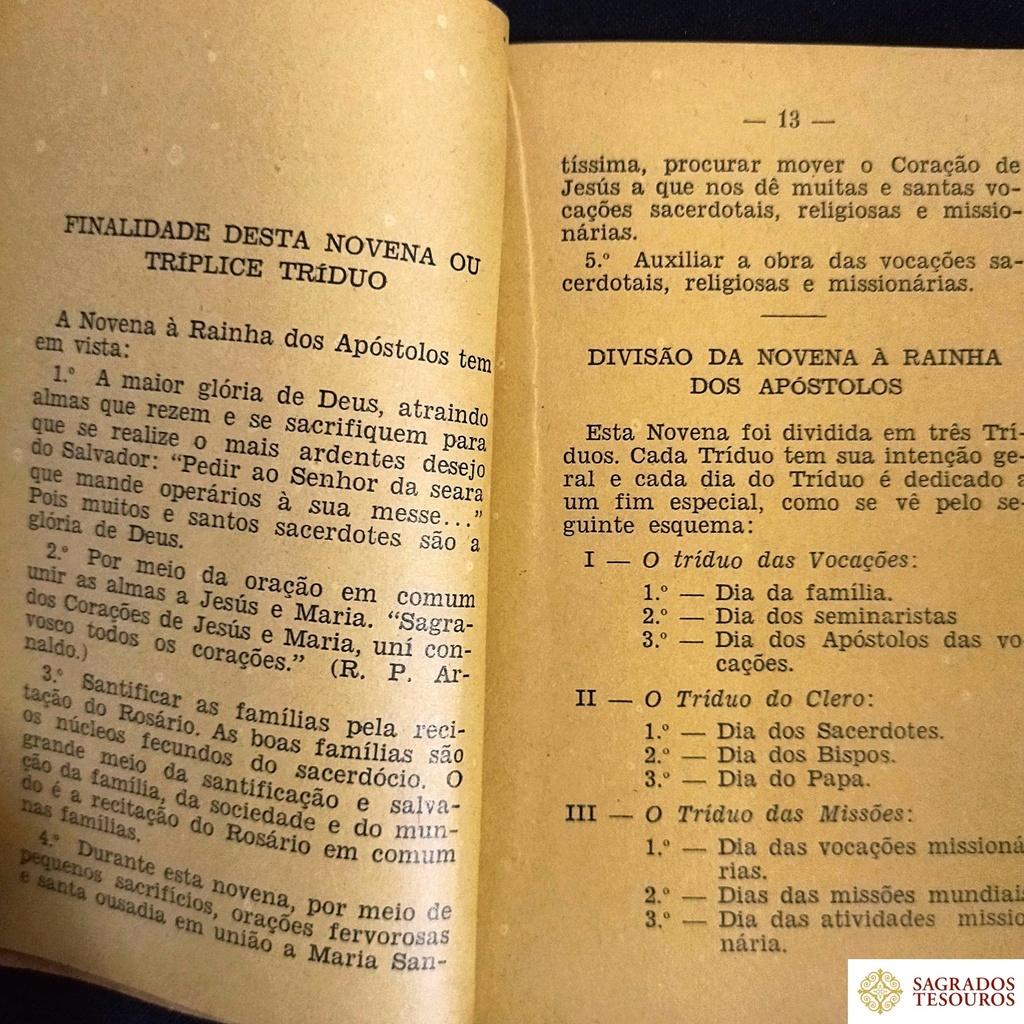 FINALIDADE DESTA NOVENA OU
TRÍPLICE TRÍDUO
A Novena à Rainha dos Apóstolos tem
em vista:
1.º A maior glória de Deus, atraindo
almas que rezem e se sacrifiquem para
que se realize o mais ardentes desejo
do Salvador: "Pedir ao Senhor da seara
que mande operários à sua messe..."
Pois muitos e santos sacerdotes são a
glória de Deus.
2.º Por meio da oração em comum
unir as almas a Jesús e Maria. "Sagra-
dos Corações de Jesús e Maria, uní con-
vosco todos os corações." (R. P. Ar-
naldo.)
3.º Santificar as famílias pela reci-
tação do Rosário. As boas famílias são
os núcleos fecundos do sacerdócio. O
grande meio da santificação e salva-
ção da família, da sociedade e do mun-
do é a recitação do Rosário em comum
nas famílias.
4.º Durante esta novena, por meio de
pequenos sacrifícios, orações fervorosas
e santa ousadia em união a Maria San-
— 13 —
tíssima, procurar mover o Coração de
Jesús a que nos dê muitas e santas vo-
cações sacerdotais, religiosas e missio-
nárias.
5.º Auxiliar a obra das vocações sa-
cerdotais, religiosas e missionárias.
DIVISÃO DA NOVENA À RAINHA
DOS APÓSTOLOS
Esta Novena foi dividida em três Trí-
duos. Cada Tríduo tem sua intenção ge-
ral e cada dia do Tríduo é dedicado a
um fim especial, como se vê pelo se-
guinte esquema:
I — O tríduo das Vocações:
1.º — Dia da família.
2.º — Dia dos seminaristas
3.º — Dia dos Apóstolos das vo-
cações.
II — O Tríduo do Clero:
1.º — Dia dos Sacerdotes.
2.º — Dia dos Bispos.
3.º — Dia do Papa.
III — O Tríduo das Missões:
1.º — Dia das vocações missioná
rias.
2.º — Dias das missões mundiais
3.º — Dia das atividades missio
nária.
SAGRADOS
TESOUROS